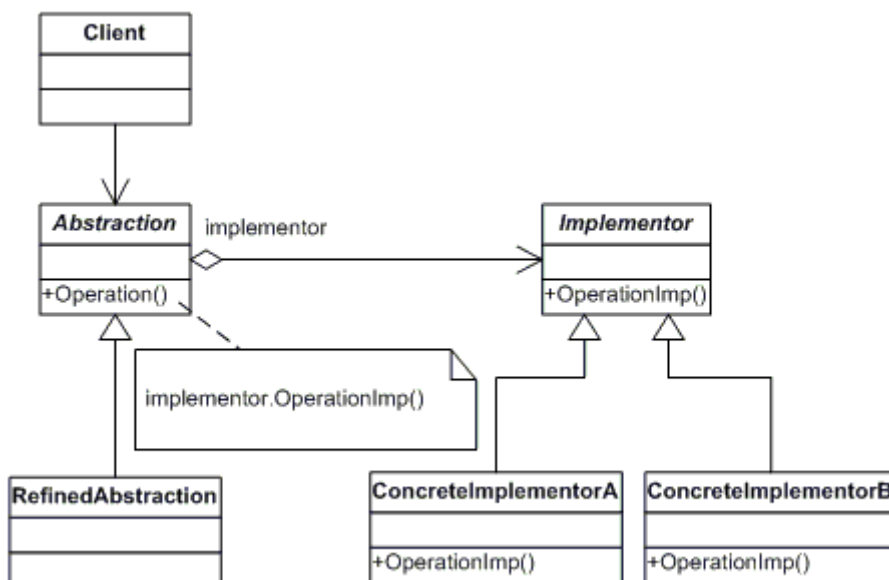 Client
Abstraction
implementor
Implementor
+Operation()
+OperationImp()
implementor.OperationImp()
RefinedAbstraction
ConcreteImplementorA
ConcreteImplementorB
+OperationImp()
+OperationImp()